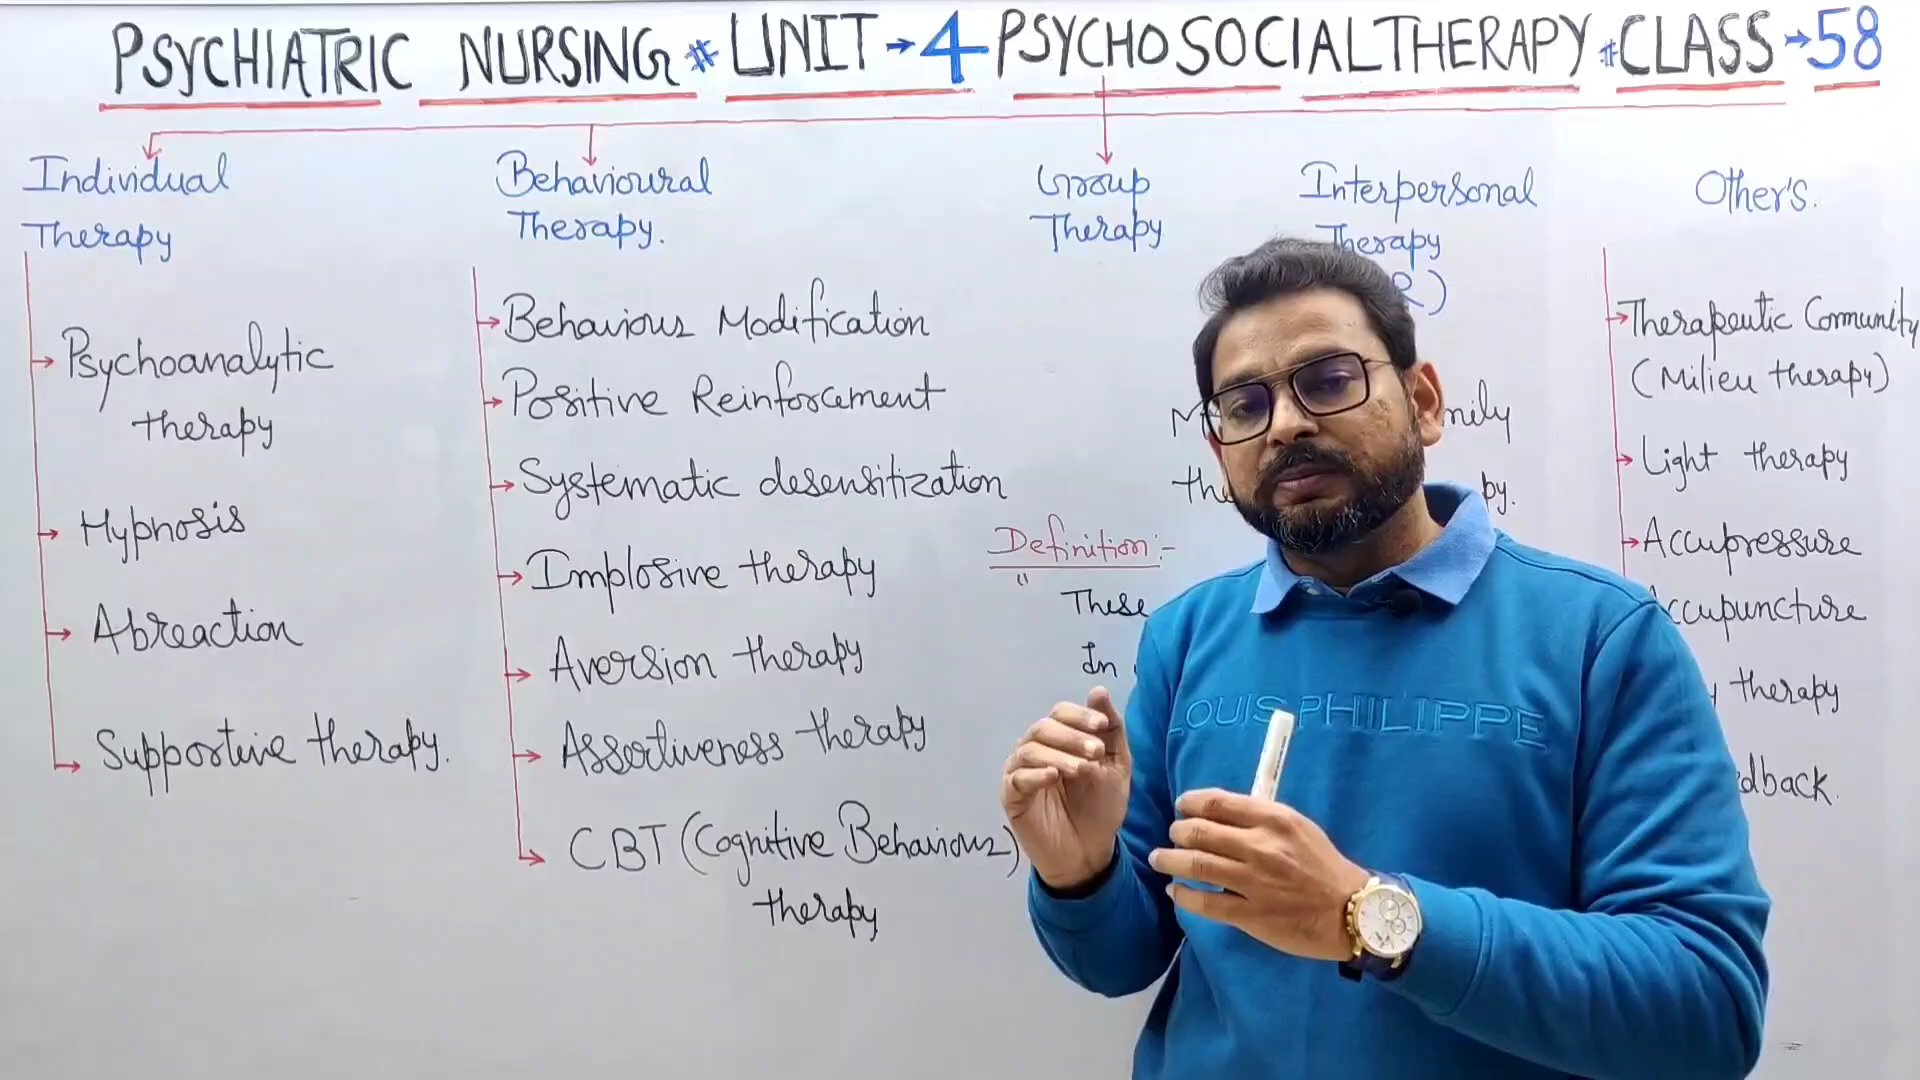 PSYCHIATRIC NURSING # UNIT → 4 PSYCHOSOCIAL THERAPY # CLASS → 58
Individual
Therapy
Psychoanalytic
therapy
Hypnosis
Abreaction
Supportive therapy.
Behavioural
Therapy.
Behaviour Modification
Positive Reinforcement
Systematic desensitization
Implosive therapy
Aversion therapy
Assertiveness therapy
CBT (Cognitive Behaviour)
therapy
Group
Therapy
Interpersonal
Therapy
Definition :-
These
In
Other's.
Therapeutic Community
(Milieu therapy)
Light therapy
Accupressure
therapy
LOUIS PHILIPPE